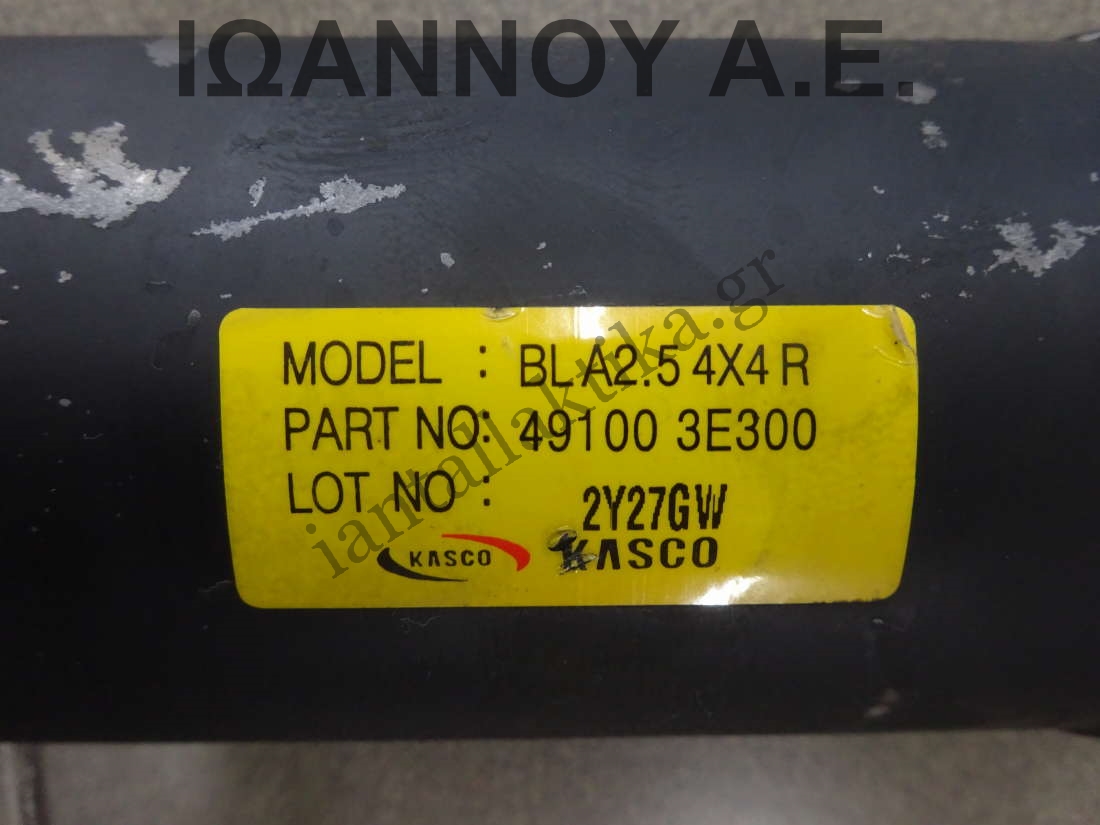 ΙΩΑΝΝΟΥ Α.Ε.
MODEL : BLA2.5 4X4 R
PART NO: 49100 3E300
LOT NO : 2Y27GW
KASCO KASCO
iantallaktika.gr